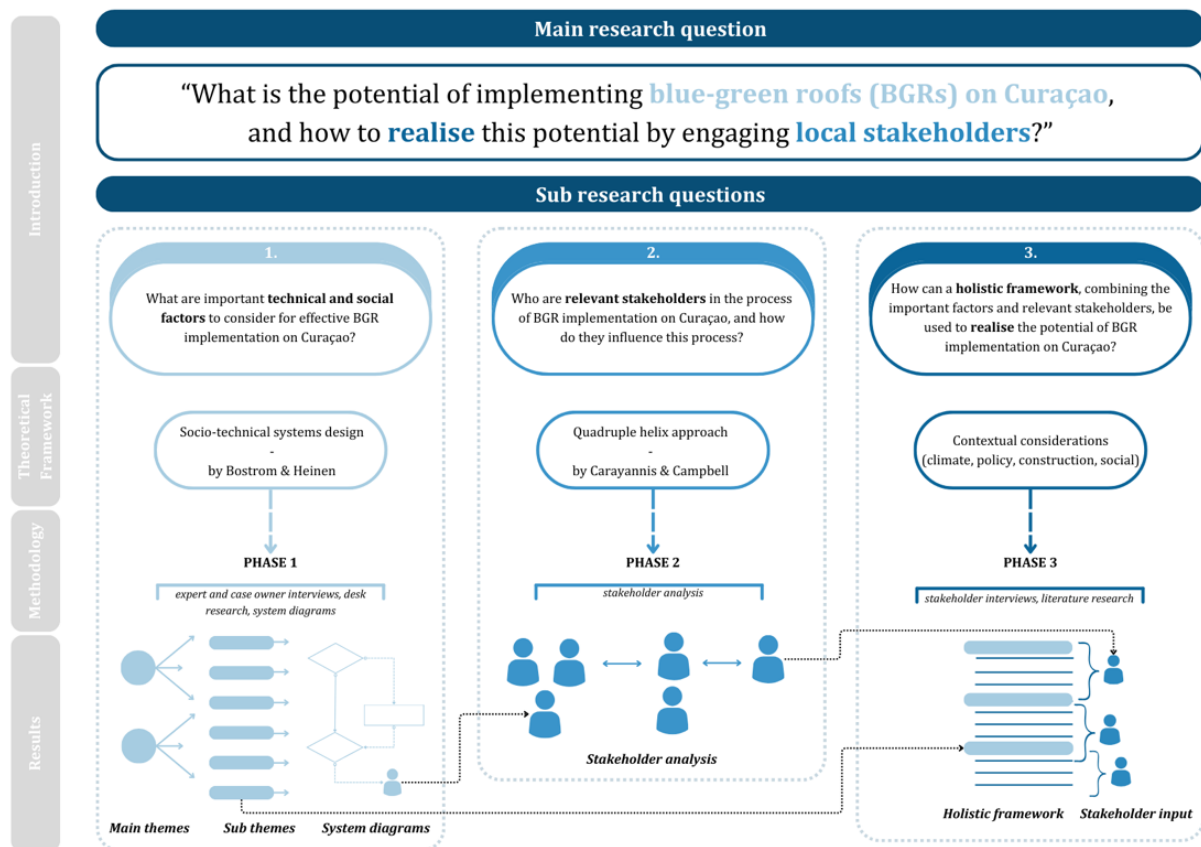 Introduction
Main research question
“What is the potential of implementing blue-green roofs (BGRs) on Curaçao,
and how to realise this potential by engaging local stakeholders?”
Sub research questions
1.
What are important technical and social
factors to consider for effective BGR
implementation on Curaçao?
2.
Who are relevant stakeholders in the process
of BGR implementation on Curaçao, and how
do they influence this process?
3.
How can a holistic framework, combining the
important factors and relevant stakeholders, be
used to realise the potential of BGR
implementation on Curaçao?
Theoretical
Framework
Socio-technical systems design
-
by Bostrom & Heinen
Quadruple helix approach
-
by Carayannis & Campbell
Contextual considerations
(climate, policy, construction, social)
Methodology
PHASE 1
expert and case owner interviews, desk
research, system diagrams
PHASE 2
stakeholder analysis
PHASE 3
stakeholder interviews, literature research
Results
Main themes
Sub themes
System diagrams
Stakeholder analysis
Holistic framework
Stakeholder input